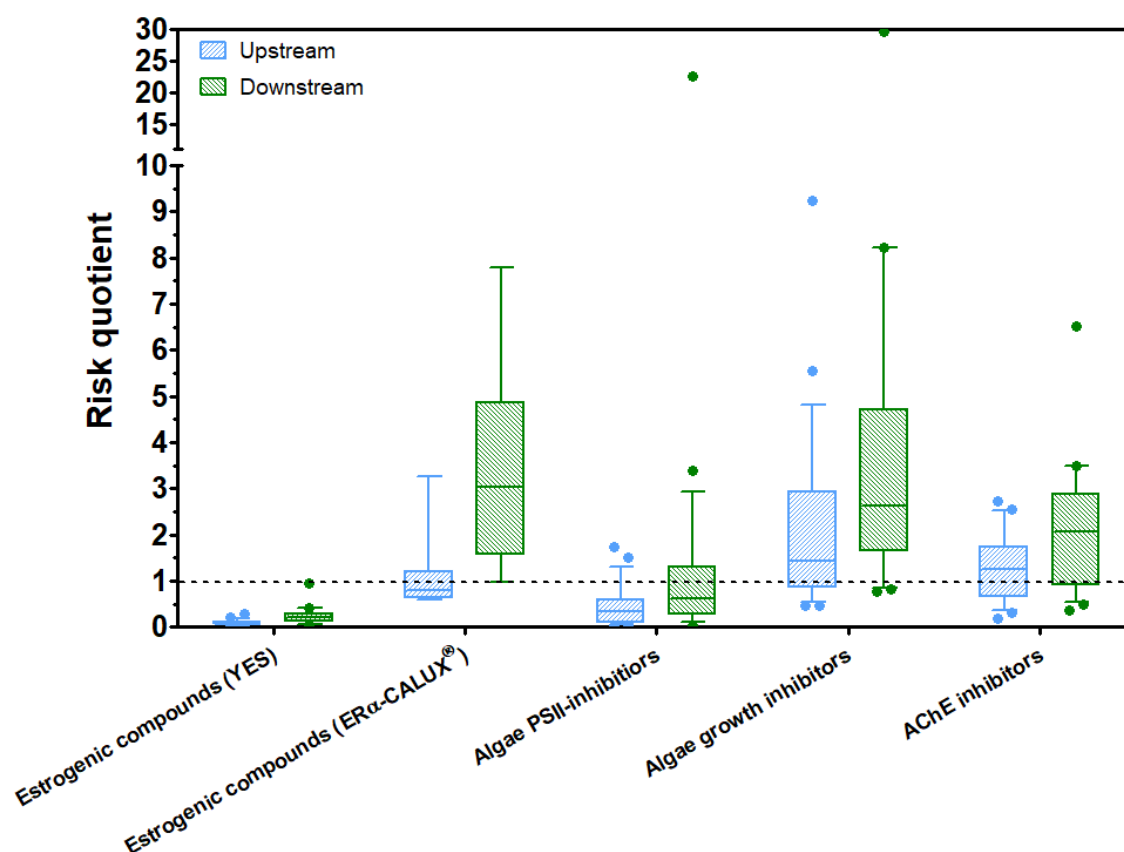 30
25
20
15
10
9
8
7
6
5
4
3
2
1
0
Risk quotient
Upstream
Downstream
Estrogenic compounds (YES)
Estrogenic compounds (ERα-CALUX®)
Algae PSII-inhibitiors
Algae growth inhibitors
AChE inhibitors